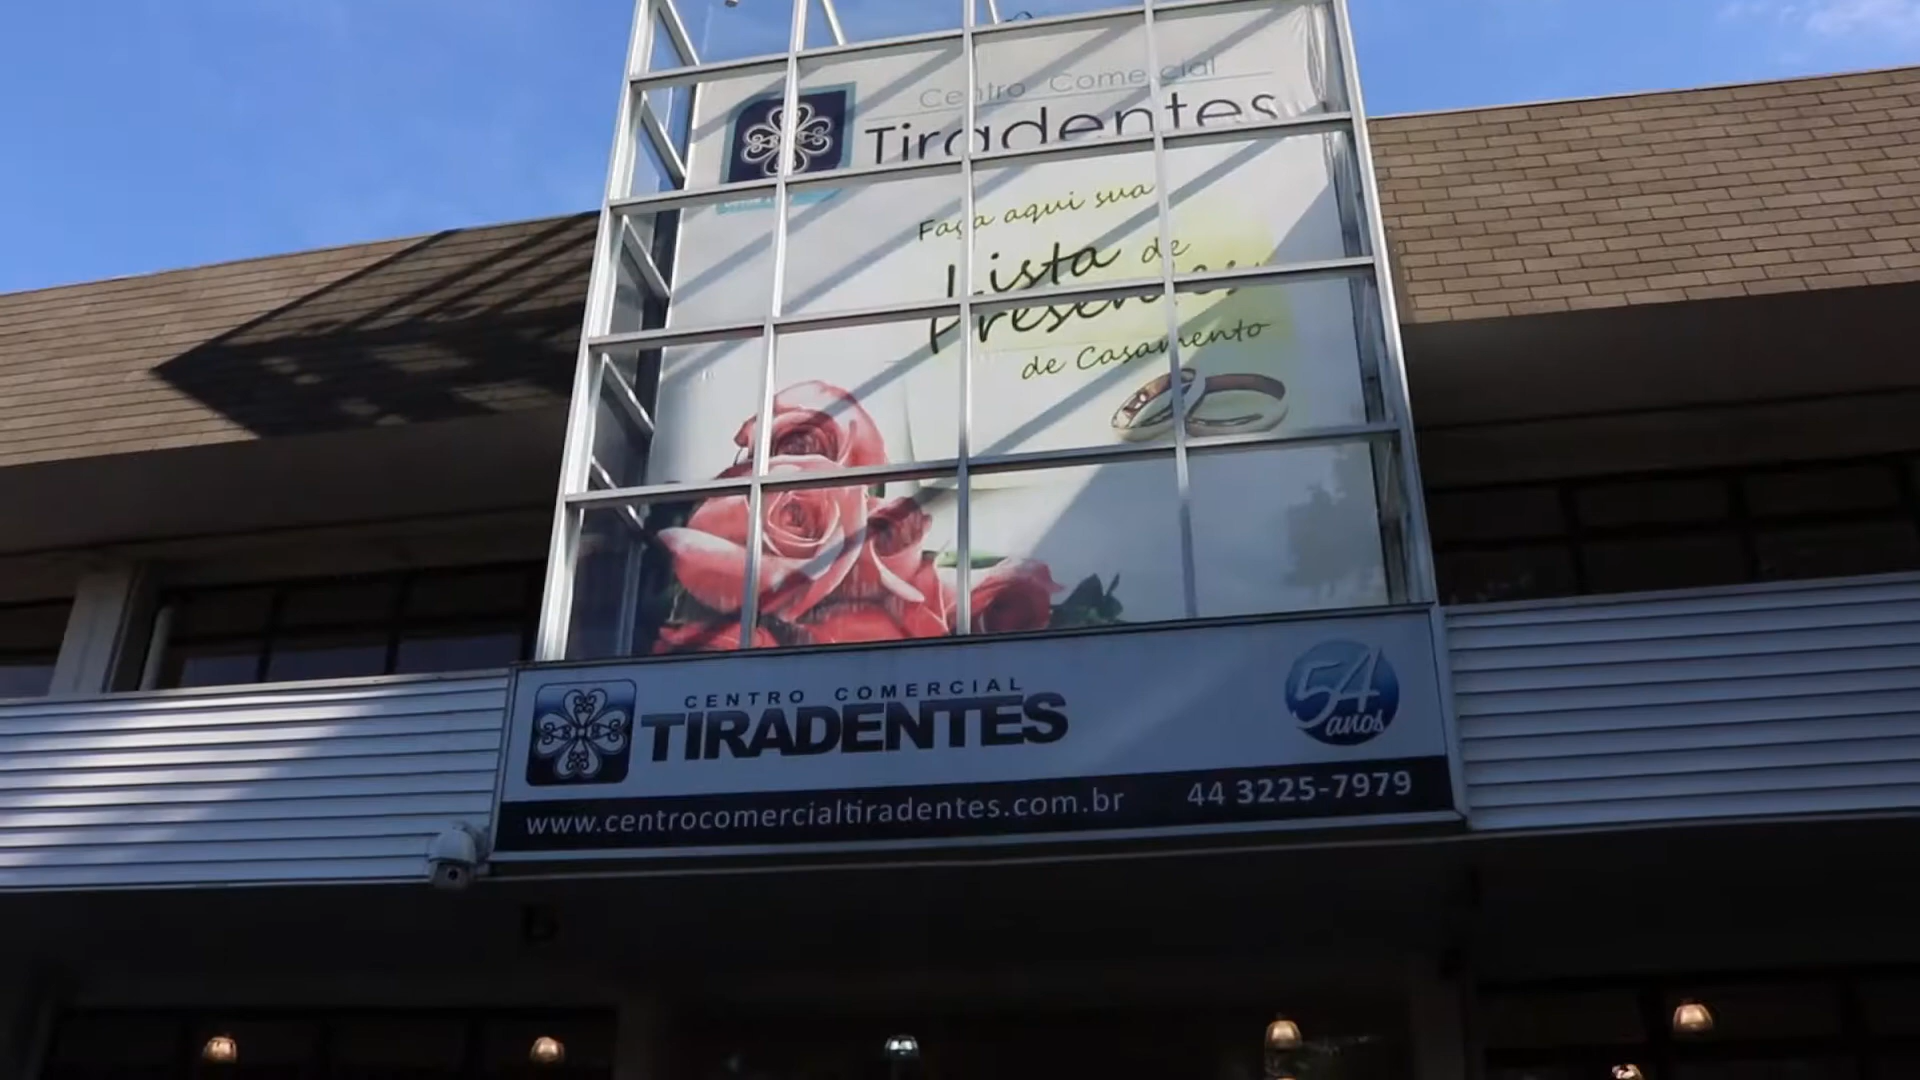 Centro Comercial
Tiradentes
Faça aqui sua
Lista de
Presentes
de Casamento
CENTRO COMERCIAL
TIRADENTES
54
anos
www.centrocomercialtiradentes.com.br 44 3225-7979